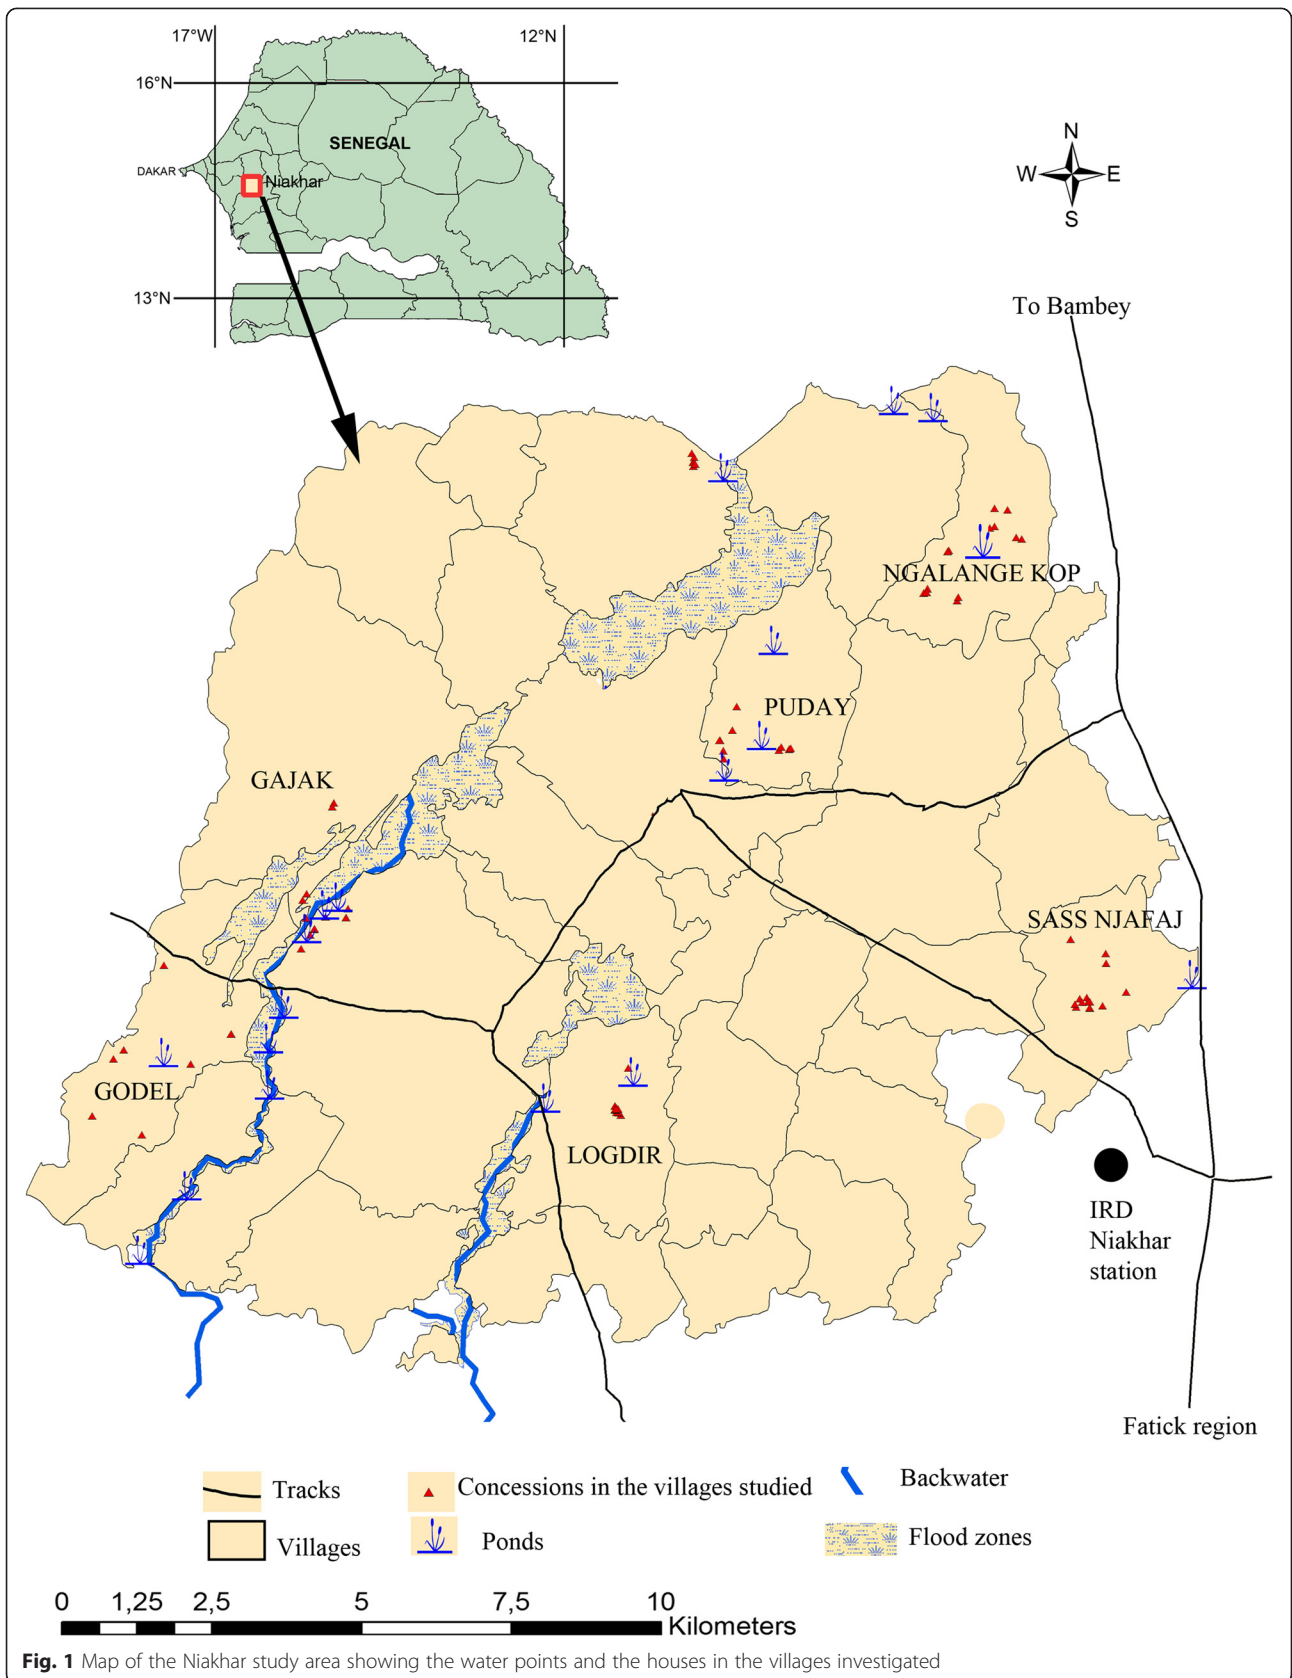 17°W
12°N
16°N
SENEGAL
DAKAR
Niakhar
13°N
N
W
E
S
To Bambey
NGALANGE KOP
PUDAY
GAJAK
SASS NJAFAJ
GODEL
LOGDIR
IRD
Niakhar
station
Fatick region
Tracks
Concessions in the villages studied
Backwater
Villages
Ponds
Flood zones
0 1,25 2,5 5 7,5 10
Kilometers
Fig. 1 Map of the Niakhar study area showing the water points and the houses in the villages investigated